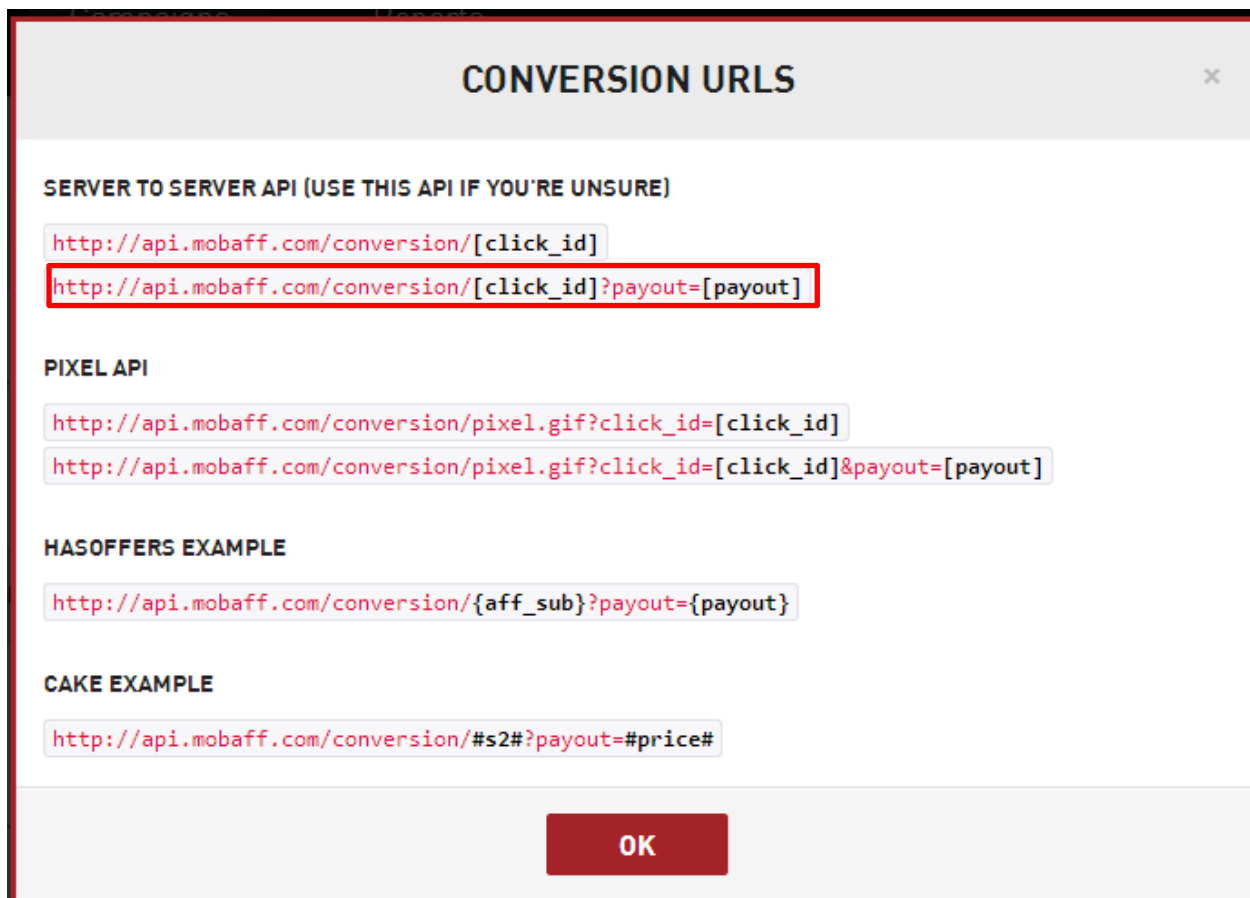 Campaigns Reports
CONVERSION URLS ×
SERVER TO SERVER API (USE THIS API IF YOU'RE UNSURE)
http://api.mobaff.com/conversion/[click_id]
http://api.mobaff.com/conversion/[click_id]?payout=[payout]
PIXEL API
http://api.mobaff.com/conversion/pixel.gif?click_id=[click_id]
http://api.mobaff.com/conversion/pixel.gif?click_id=[click_id]&payout=[payout]
HASOFFERS EXAMPLE
http://api.mobaff.com/conversion/{aff_sub}?payout={payout}
CAKE EXAMPLE
http://api.mobaff.com/conversion/#s2#?payout=#price#
OK